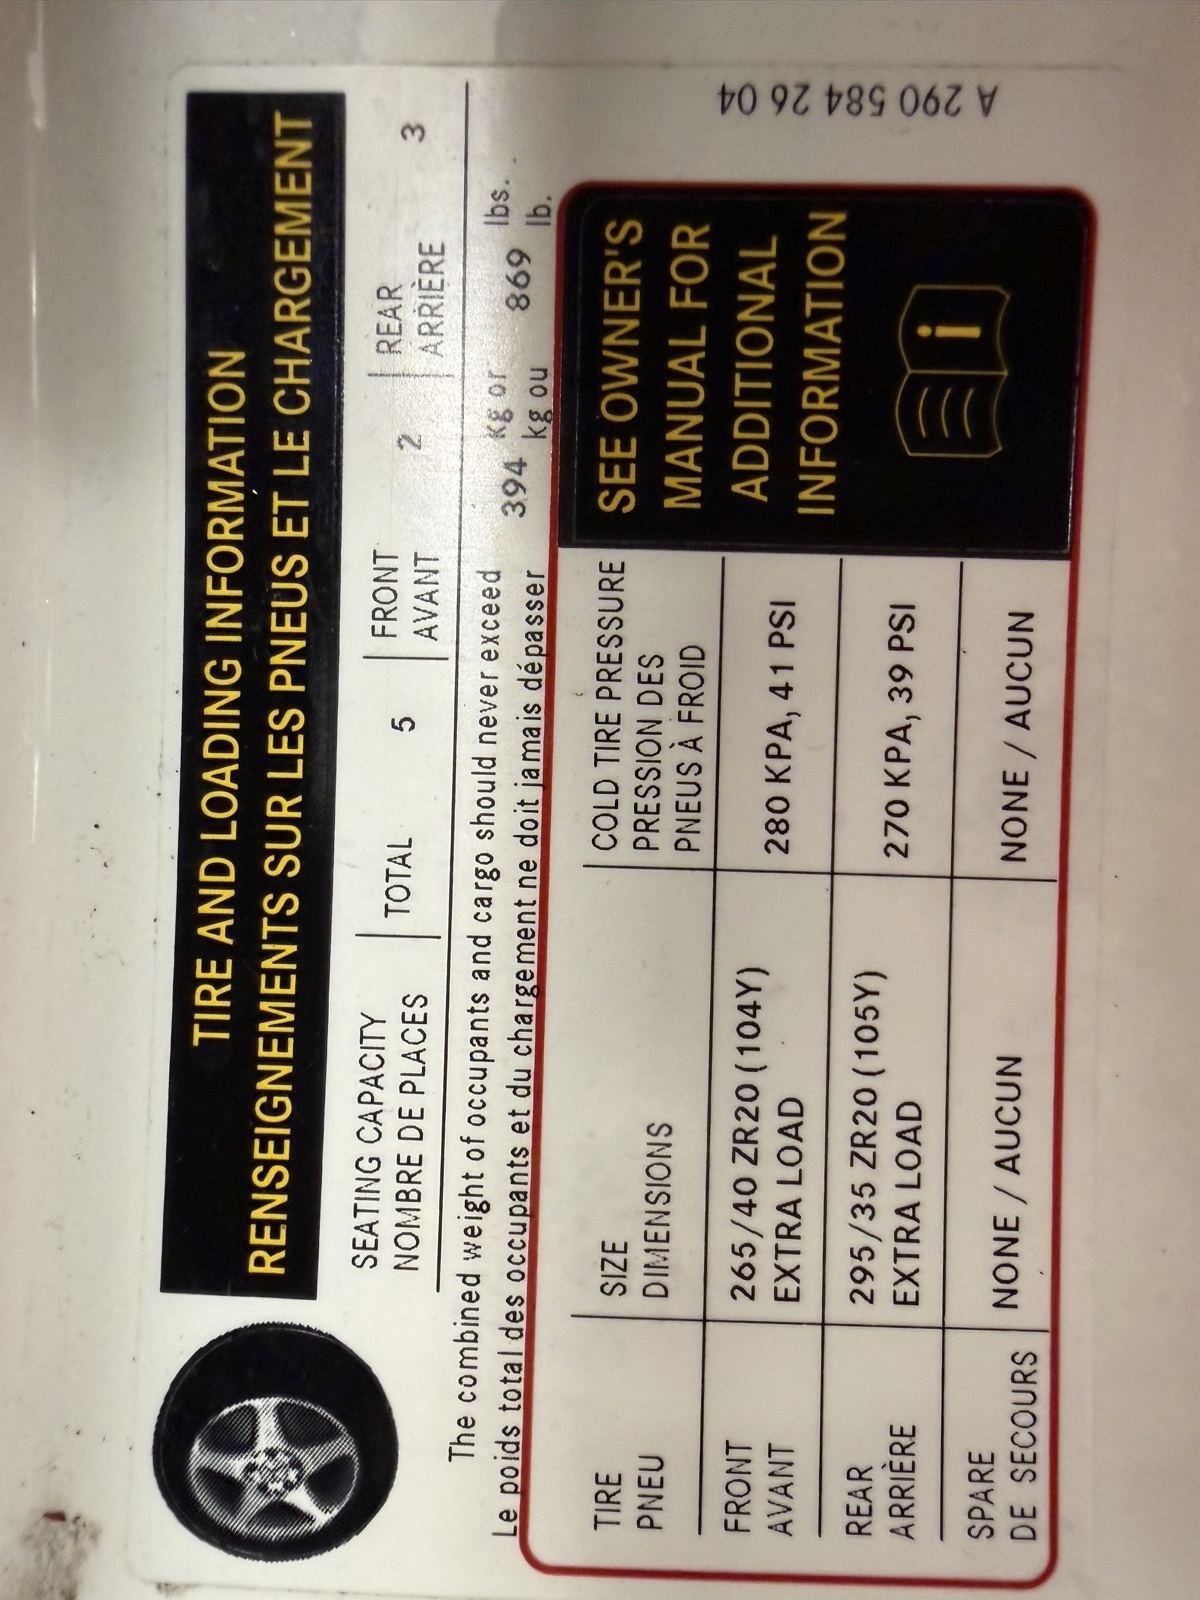 TIRE AND LOADING INFORMATION
RENSEIGNEMENTS SUR LES PNEUS ET LE CHARGEMENT
SEATING CAPACITY
NOMBRE DE PLACES
TOTAL 5
FRONT
AVANT 2
REAR
ARRIÈRE 3
The combined weight of occupants and cargo should never exceed 394 kg or 869 lbs.
Le poids total des occupants et du chargement ne doit jamais dépasser kg ou lb.
TIRE
PNEU
SIZE
DIMENSIONS
COLD TIRE PRESSURE
PRESSION DES
PNEUS À FROID
FRONT
AVANT
265/40 ZR20 (104Y)
EXTRA LOAD
280 KPA, 41 PSI
REAR
ARRIÈRE
295/35 ZR20 (105Y)
EXTRA LOAD
270 KPA, 39 PSI
SPARE
DE SECOURS
NONE / AUCUN
NONE / AUCUN
SEE OWNER'S
MANUAL FOR
ADDITIONAL
INFORMATION
i
A 290 584 26 04